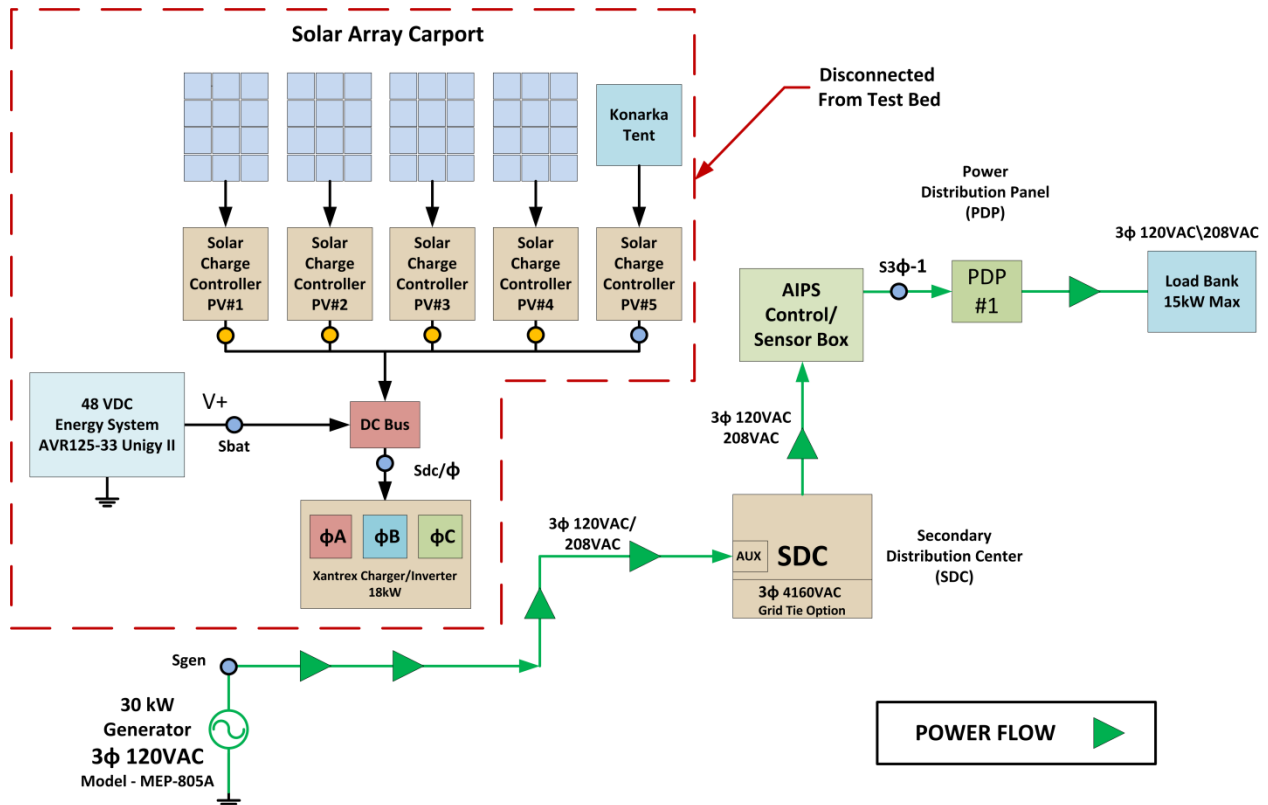 Solar Array Carport
Disconnected
From Test Bed
Konarka
Tent
Solar
Charge
Controller
PV#1
Solar
Charge
Controller
PV#2
Solar
Charge
Controller
PV#3
Solar
Charge
Controller
PV#4
Solar
Charge
Controller
PV#5
Power
Distribution Panel
(PDP)
3ϕ 120VAC\208VAC
S3ϕ-1
AIPS
Control/
Sensor Box
PDP
#1
Load Bank
15kW Max
48 VDC
Energy System
AVR125-33 Unigy II
V+
Sbat
DC Bus
Sdc/ϕ
ϕA
ϕB
ϕC
Xantrex Charger/Inverter
18kW
3ϕ 120VAC
208VAC
3ϕ 120VAC/
208VAC
AUX
SDC
3ϕ 4160VAC
Grid Tie Option
Secondary
Distribution Center
(SDC)
Sgen
30 kW
Generator
3ϕ 120VAC
Model - MEP-805A
POWER FLOW